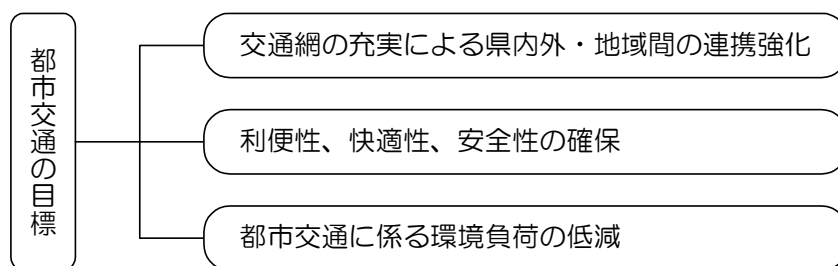 都市交通の目標
交通網の充実による県内外・地域間の連携強化
利便性、快適性、安全性の確保
都市交通に係る環境負荷の低減